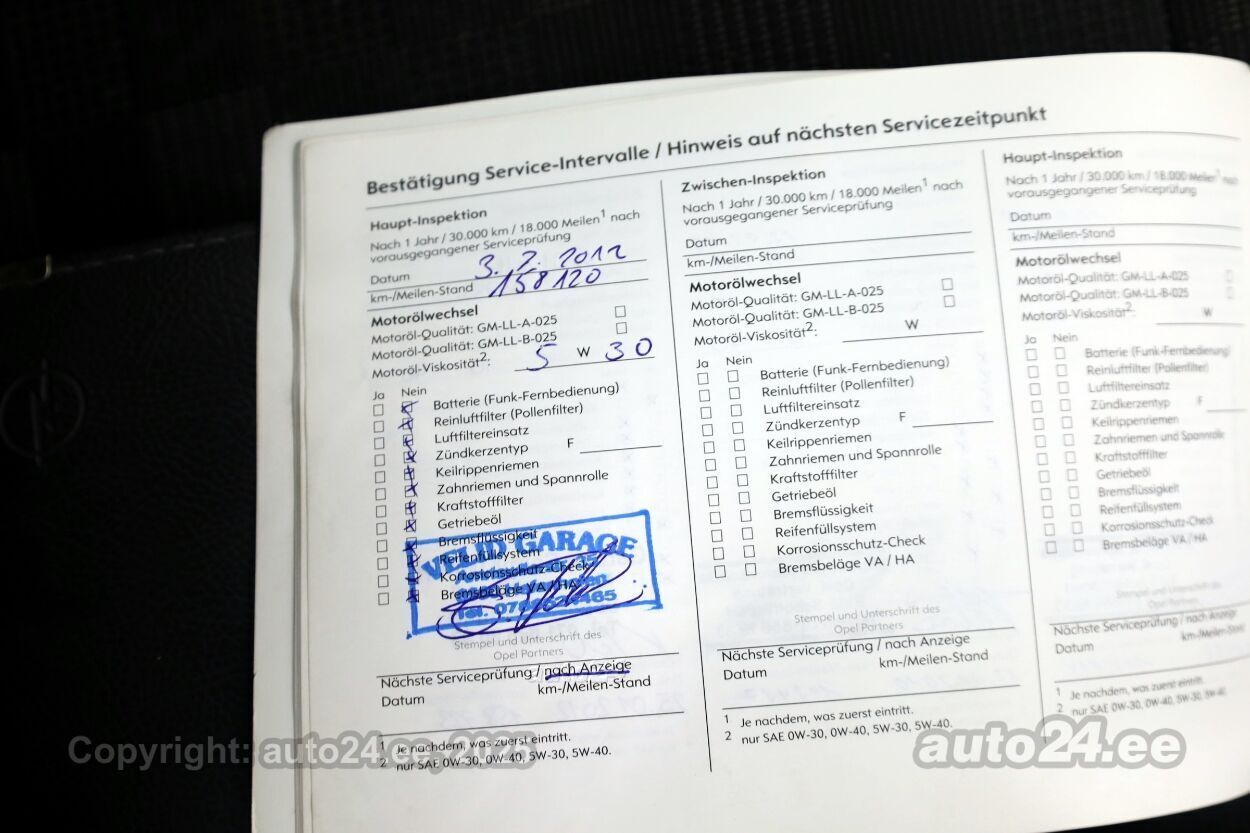 Bestätigung Service-Intervalle / Hinweis auf nächsten Servicezeitpunkt
Haupt-Inspektion
Nach 1 Jahr / 30.000 km / 18.000 Meilen1 nach
vorausgegangener Serviceprüfung
Datum 3. 7. 2012
km-/Meilen-Stand 158120
Motorölwechsel
Motoröl-Qualität: GM-LL-A-025
Motoröl-Qualität: GM-LL-B-025
Motoröl-Viskosität2: 5 W 30
Ja Nein
Batterie (Funk-Fernbedienung)
Reinluftfilter (Pollenfilter)
Luftfiltereinsatz
Zündkerzentyp F
Keilrippenriemen
Zahnriemen und Spannrolle
Kraftstofffilter
Getriebeöl
Bremsflüssigkeit
Reifenfüllsystem
Korrosionsschutz-Check
Bremsbeläge VA / HA
GARAGE
Tel.
Stempel und Unterschrift des
Opel Partners
Nächste Serviceprüfung / nach Anzeige
Datum km-/Meilen-Stand
1 Je nachdem, was zuerst eintritt.
2 nur SAE 0W-30, 0W-40, 5W-30, 5W-40.
Zwischen-Inspektion
Nach 1 Jahr / 30.000 km / 18.000 Meilen1 nach
vorausgegangener Serviceprüfung
Datum
km-/Meilen-Stand
Motorölwechsel
Motoröl-Qualität: GM-LL-A-025
Motoröl-Qualität: GM-LL-B-025
Motoröl-Viskosität2: W
Ja Nein
Batterie (Funk-Fernbedienung)
Reinluftfilter (Pollenfilter)
Luftfiltereinsatz
Zündkerzentyp F
Keilrippenriemen
Zahnriemen und Spannrolle
Kraftstofffilter
Getriebeöl
Bremsflüssigkeit
Reifenfüllsystem
Korrosionsschutz-Check
Bremsbeläge VA / HA
Stempel und Unterschrift des
Opel Partners
Nächste Serviceprüfung / nach Anzeige
Datum km-/Meilen-Stand
1 Je nachdem, was zuerst eintritt.
2 nur SAE 0W-30, 0W-40, 5W-30, 5W-40.
Haupt-Inspektion
Nach 1 Jahr / 30.000 km / 18.000 Meilen1 nach
vorausgegangener Serviceprüfung
Datum
km-/Meilen-Stand
Motorölwechsel
Motoröl-Qualität: GM-LL-A-025
Motoröl-Qualität: GM-LL-B-025
Motoröl-Viskosität2: W
Ja Nein
Batterie (Funk-Fernbedienung)
Reinluftfilter (Pollenfilter)
Luftfiltereinsatz
Zündkerzentyp F
Keilrippenriemen
Zahnriemen und Spannrolle
Kraftstofffilter
Getriebeöl
Bremsflüssigkeit
Reifenfüllsystem
Korrosionsschutz-Check
Bremsbeläge VA / HA
Stempel und Unterschrift des
Opel Partners
Nächste Serviceprüfung / nach Anzeige
Datum km-/Meilen-Stand
1 Je nachdem, was zuerst eintritt.
2 nur SAE 0W-30, 0W-40, 5W-30, 5W-40.
Copyright: auto24.ee,
auto24.ee